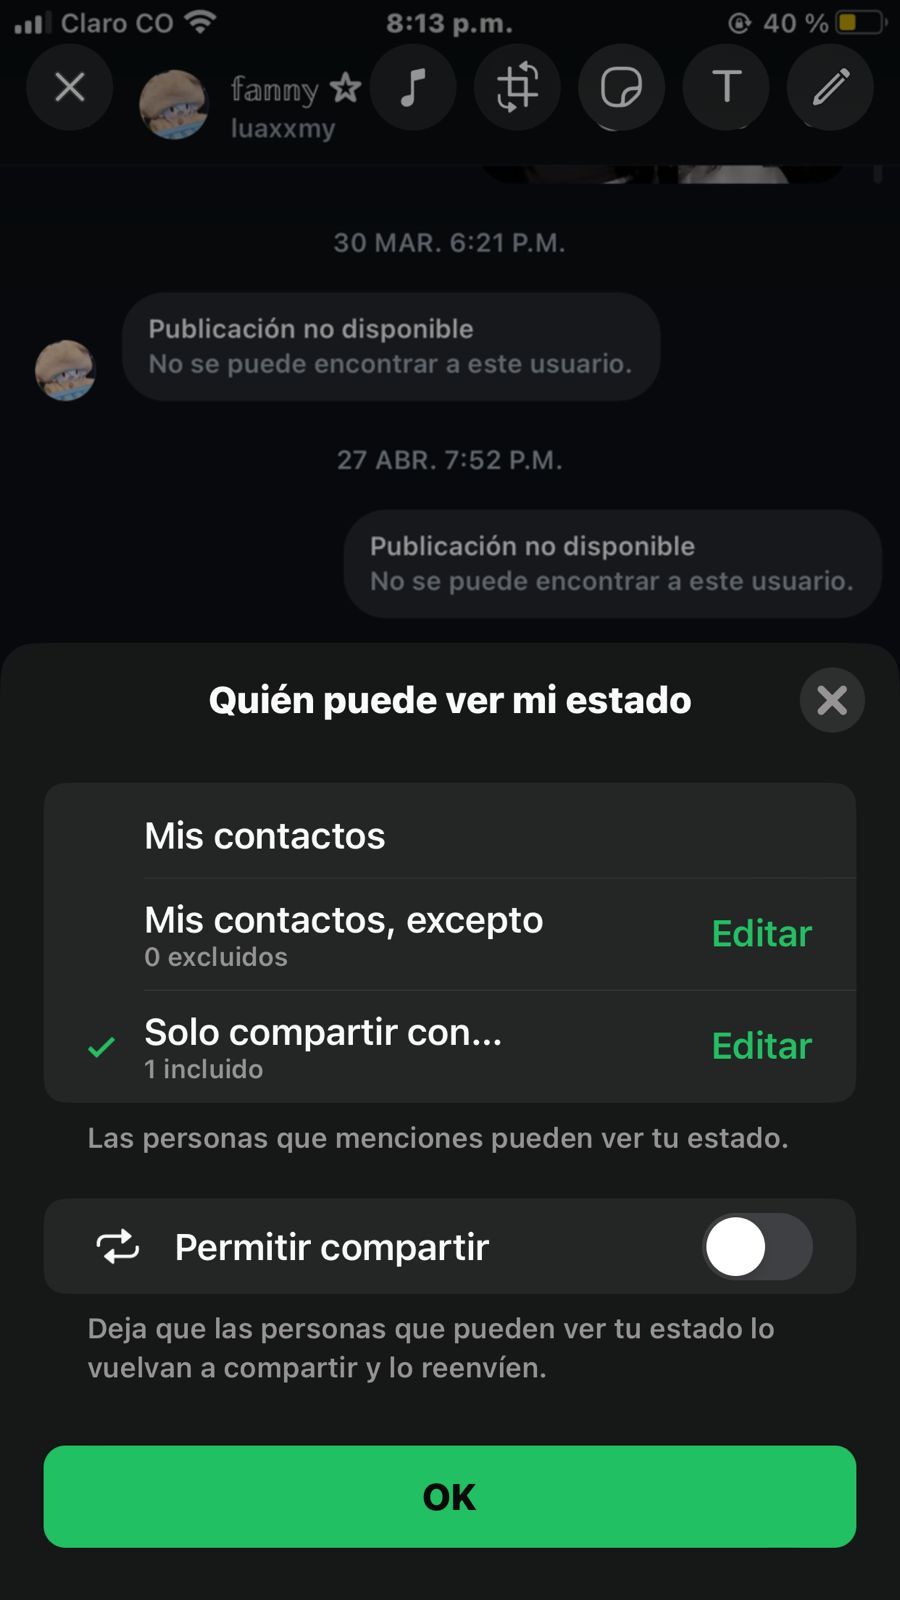 Claro CO
8:13 p.m.
40 %
fanny ☆
T
luaxxmy
30 MAR. 6:21 P.M.
Publicación no disponible
No se puede encontrar a este usuario.
27 ABR. 7:52 P.M.
Publicación no disponible
No se puede encontrar a este usuario.
Quién puede ver mi estado
Mis contactos
Mis contactos, excepto
0 excluidos
Editar
Solo compartir con...
1 incluido
Editar
Las personas que menciones pueden ver tu estado.
Permitir compartir
Deja que las personas que pueden ver tu estado lo
vuelvan a compartir y lo reenvíen.
OK